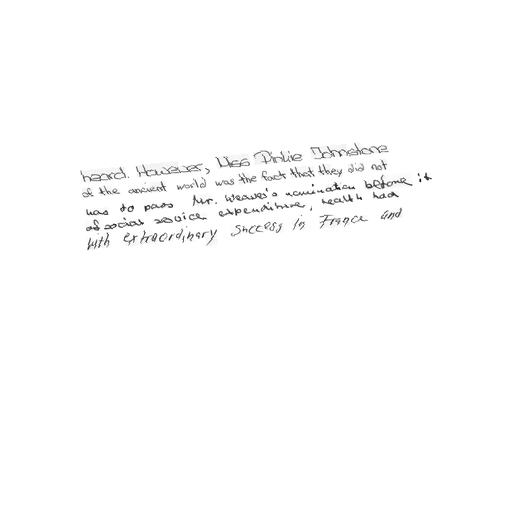 heard. However, Miss Pinkie Johnstone
of the ancient world was the fact that they did not
was to pass Mr. Weaver's nomination before it
of social service expenditure, health had
with extraordinary success in France and